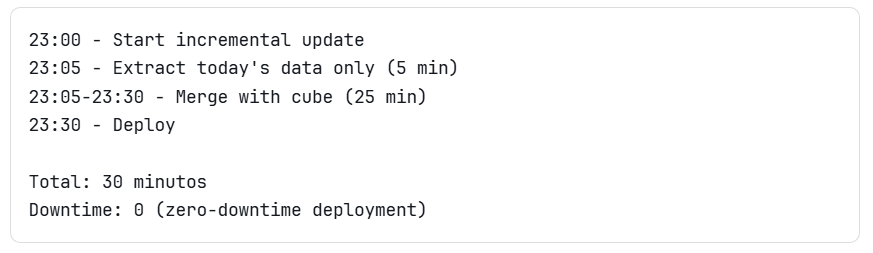 23:00 - Start incremental update
23:05 - Extract today's data only (5 min)
23:05-23:30 - Merge with cube (25 min)
23:30 - Deploy
Total: 30 minutos
Downtime: 0 (zero-downtime deployment)